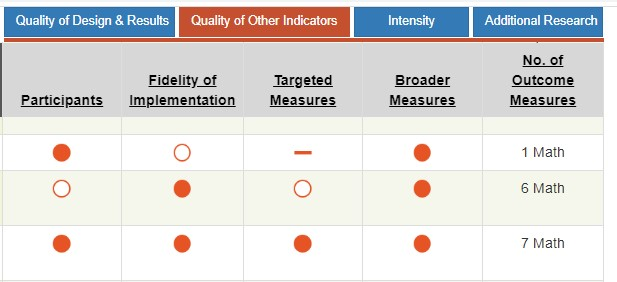 Quality of Design & Results Quality of Other Indicators Intensity Additional Research
Participants Fidelity of Implementation Targeted Measures Broader Measures No. of Outcome Measures
1 Math
6 Math
7 Math